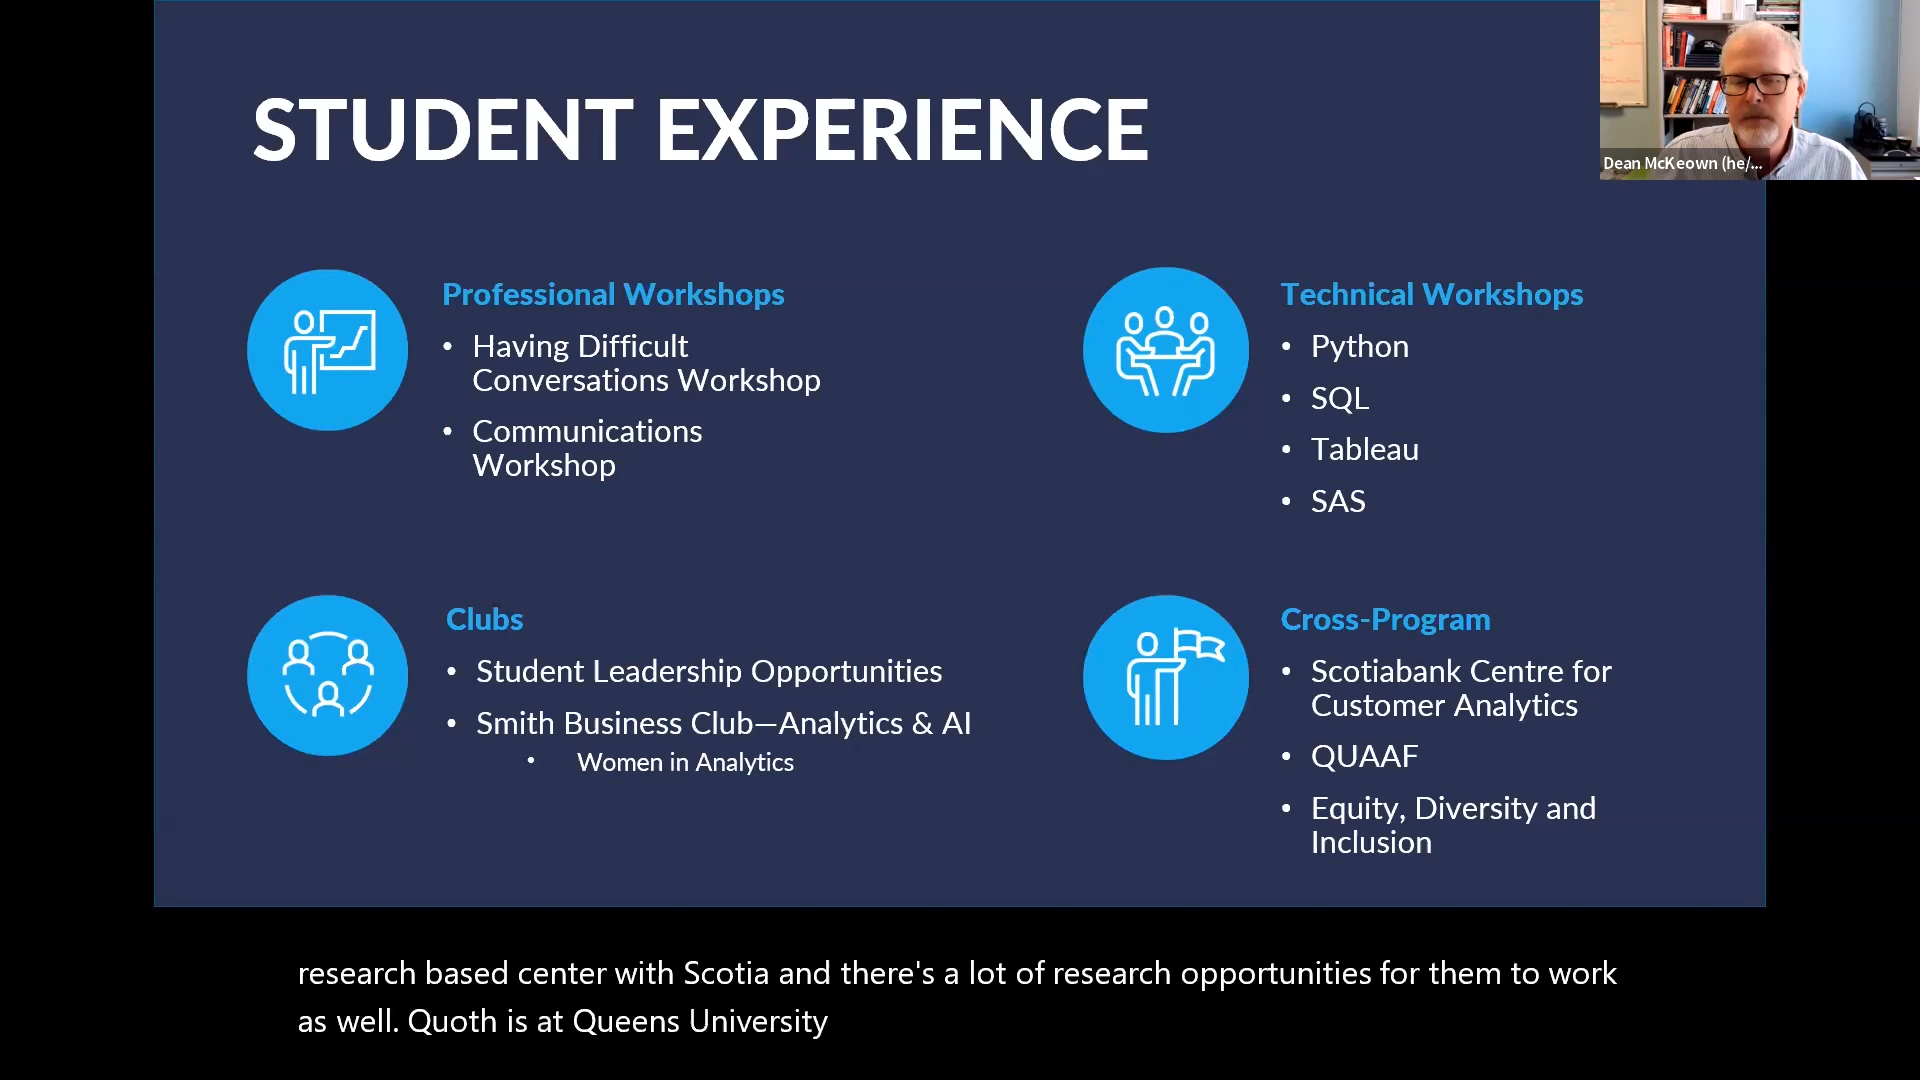 STUDENT EXPERIENCE
Dean McKeown (he/...
Professional Workshops
• Having Difficult
Conversations Workshop
• Communications
Workshop
Technical Workshops
• Python
• SQL
• Tableau
• SAS
Clubs
• Student Leadership Opportunities
• Smith Business Club—Analytics & AI
• Women in Analytics
Cross-Program
• Scotiabank Centre for
Customer Analytics
• QUAAF
• Equity, Diversity and
Inclusion
research based center with Scotia and there's a lot of research opportunities for them to work
as well. Quoth is at Queens University